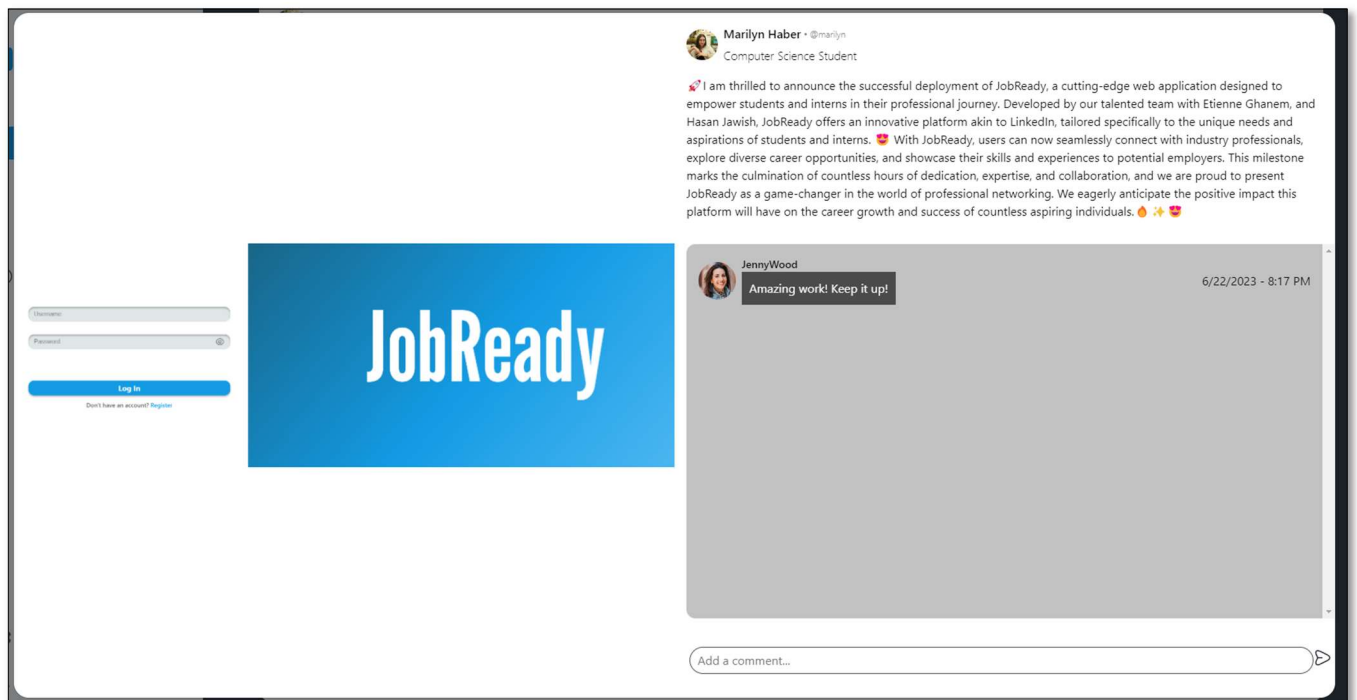 Username
Password
Log In
Don't have an account? Register
JobReady
Marilyn Haber • @marilyn
Computer Science Student
🚀 I am thrilled to announce the successful deployment of JobReady, a cutting-edge web application designed to
empower students and interns in their professional journey. Developed by our talented team with Etienne Ghanem, and
Hasan Jawish, JobReady offers an innovative platform akin to LinkedIn, tailored specifically to the unique needs and
aspirations of students and interns. 😍 With JobReady, users can now seamlessly connect with industry professionals,
explore diverse career opportunities, and showcase their skills and experiences to potential employers. This milestone
marks the culmination of countless hours of dedication, expertise, and collaboration, and we are proud to present
JobReady as a game-changer in the world of professional networking. We eagerly anticipate the positive impact this
platform will have on the career growth and success of countless aspiring individuals. 🔥 ✨ 😍
JennyWood
Amazing work! Keep it up!
6/22/2023 - 8:17 PM
Add a comment...